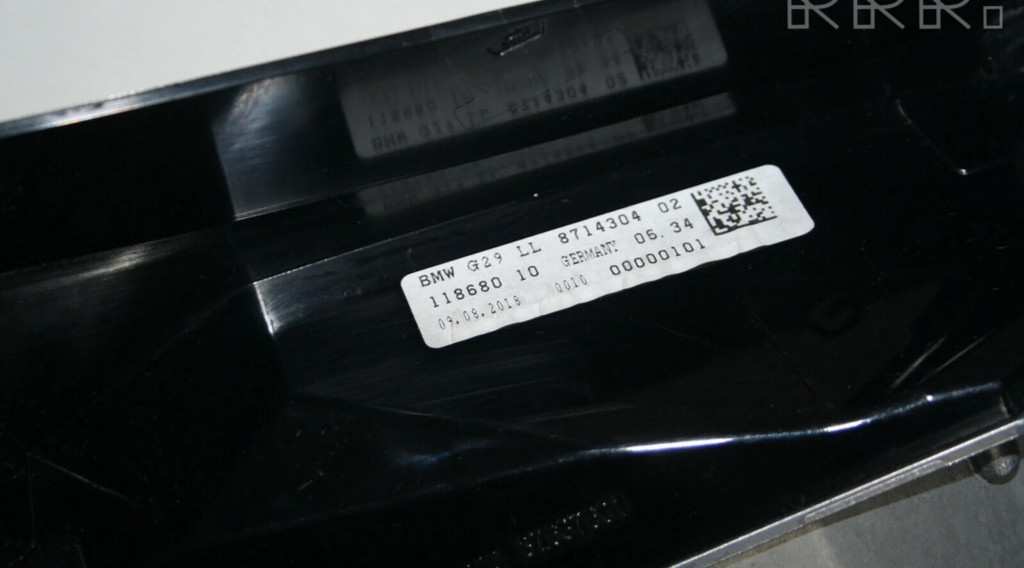 RRR.
BMW G29 LL 8714304 02
118680 10 GERMANY 06.34
09.08.2018 0010 00000101